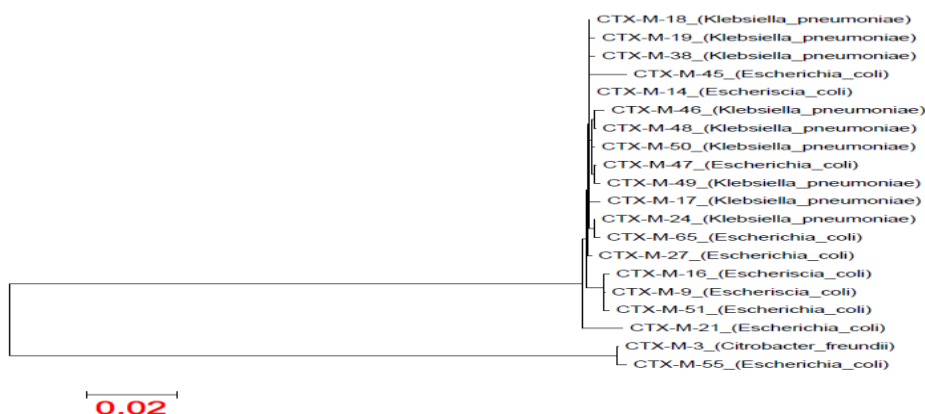 CTX-M-18_(Klebsiella_pneumoniae)
CTX-M-19_(Klebsiella_pneumoniae)
CTX-M-38_(Klebsiella_pneumoniae)
CTX-M-45_(Escherichia_coli)
CTX-M-14_(Escheriscia_coli)
CTX-M-46_(Klebsiella_pneumoniae)
CTX-M-48_(Klebsiella_pneumoniae)
CTX-M-50_(Klebsiella_pneumoniae)
CTX-M-47_(Escherichia_coli)
CTX-M-49_(Klebsiella_pneumoniae)
CTX-M-17_(Klebsiella_pneumoniae)
CTX-M-24_(Klebsiella_pneumoniae)
CTX-M-65_(Escherichia_coli)
CTX-M-27_(Escherichia_coli)
CTX-M-16_(Escheriscia_coli)
CTX-M-9_(Escheriscia_coli)
CTX-M-51_(Escherichia_coli)
CTX-M-21_(Escherichia_coli)
CTX-M-3_(Citrobacter_freundii)
CTX-M-55_(Escherichia_coli)
0.02